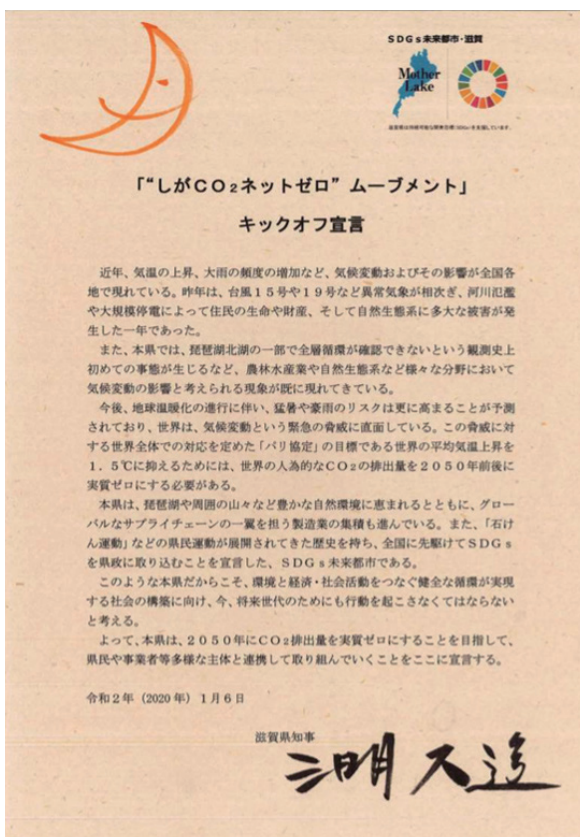 SDGs未来都市・滋賀
Mother
Lake
滋賀県は持続可能な開発目標(SDGs)を支援しています。
「“しがCO₂ネットゼロ”ムーブメント」
キックオフ宣言
近年、気温の上昇、大雨の頻度の増加など、気候変動およびその影響が全国各
地で現れている。昨年は、台風15号や19号など異常気象が相次ぎ、河川氾濫
や大規模停電によって住民の生命や財産、そして自然生態系に多大な被害が発
生した一年であった。
また、本県では、琵琶湖北湖の一部で全層循環が確認できないという観測史上
初めての事態が生じるなど、農林水産業や自然生態系など様々な分野において
気候変動の影響と考えられる現象が既に現れてきている。
今後、地球温暖化の進行に伴い、猛暑や豪雨のリスクは更に高まることが予測
されており、世界は、気候変動という緊急の脅威に直面している。この脅威に対
する世界全体での対応を定めた「パリ協定」の目標である世界の平均気温上昇を
1.5℃に抑えるためには、世界の人為的なCO₂の排出量を2050年前後に
実質ゼロにする必要がある。
本県は、琵琶湖や周囲の山々など豊かな自然環境に恵まれるとともに、グロー
バルなサプライチェーンの一翼を担う製造業の集積も進んでいる。また、「石け
ん運動」などの県民運動が展開されてきた歴史を持ち、全国に先駆けてSDGs
を県政に取り込むことを宣言した、SDGs未来都市である。
このような本県だからこそ、環境と経済・社会活動をつなぐ健全な循環が実現
する社会の構築に向け、今、将来世代のためにも行動を起こさなくてはならない
と考える。
よって、本県は、2050年にCO₂排出量を実質ゼロにすることを目指して、
県民や事業者等多様な主体と連携して取り組んでいくことをここに宣言する。
令和2年（2020年）1月6日
滋賀県知事
三日月大造